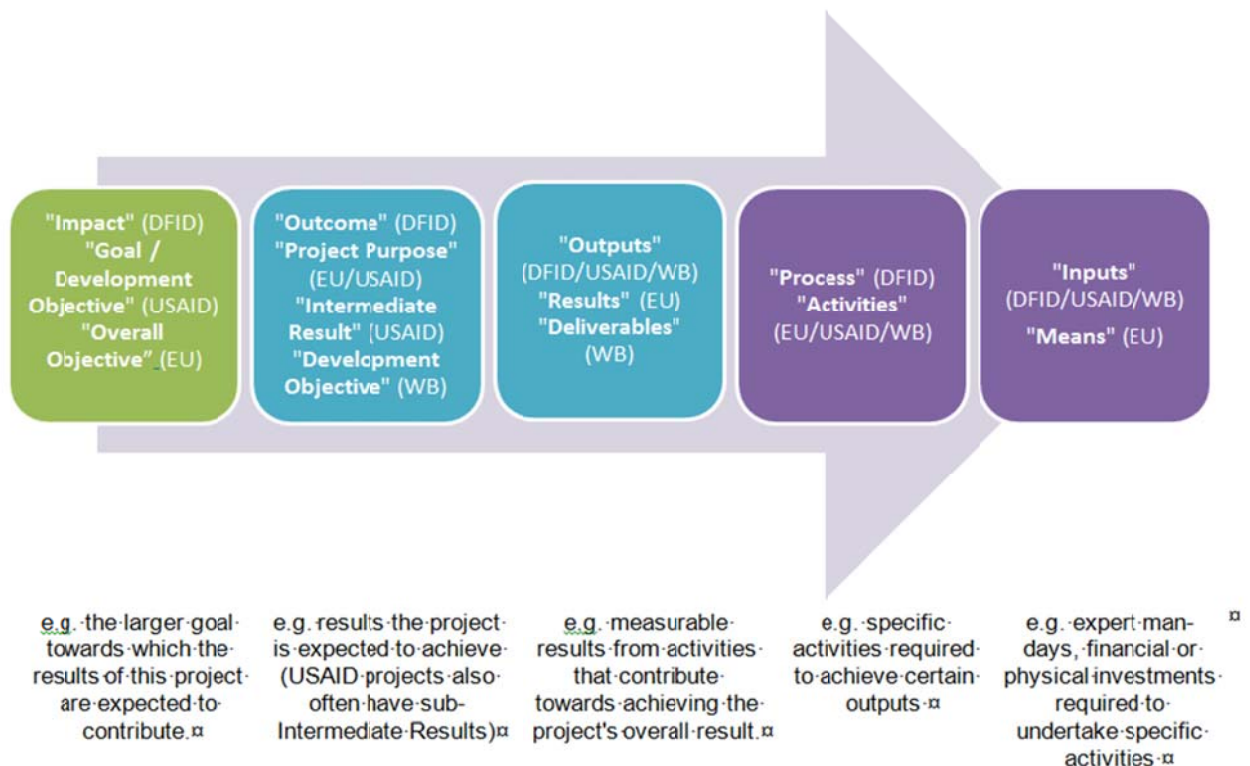 "Impact" (DFID)
"Goal /
Development
Objective" (USAID)
"Overall
Objective” (EU)
"Outcome" (DFID)
"Project Purpose"
(EU/USAID)
"Intermediate
Result" (USAID)
"Development
Objective" (WB)
"Outputs"
(DFID/USAID/WB)
"Results" (EU)
"Deliverables"
(WB)
"Process" (DFID)
"Activities"
(EU/USAID/WB)
"Inputs"
(DFID/USAID/WB)
"Means" (EU)
e.g.·the·larger·goal·
towards·which·the·
results·of·this·project·
are·expected·to·
contribute.¤
e.g.·results·the·project·
is·expected·to·achieve·
(USAID·projects·also·
often·have·sub-
Intermediate·Results)¤
e.g.·measurable·
results·from·activities·
that·contribute·
towards·achieving·the·
project's·overall·result.¤
e.g.·specific·
activities·required·
to·achieve·certain·
outputs·¤
e.g.·expert·man-
days,·financial·or·
physical·investments·
required·to·
undertake·specific·
activities·¤
¤